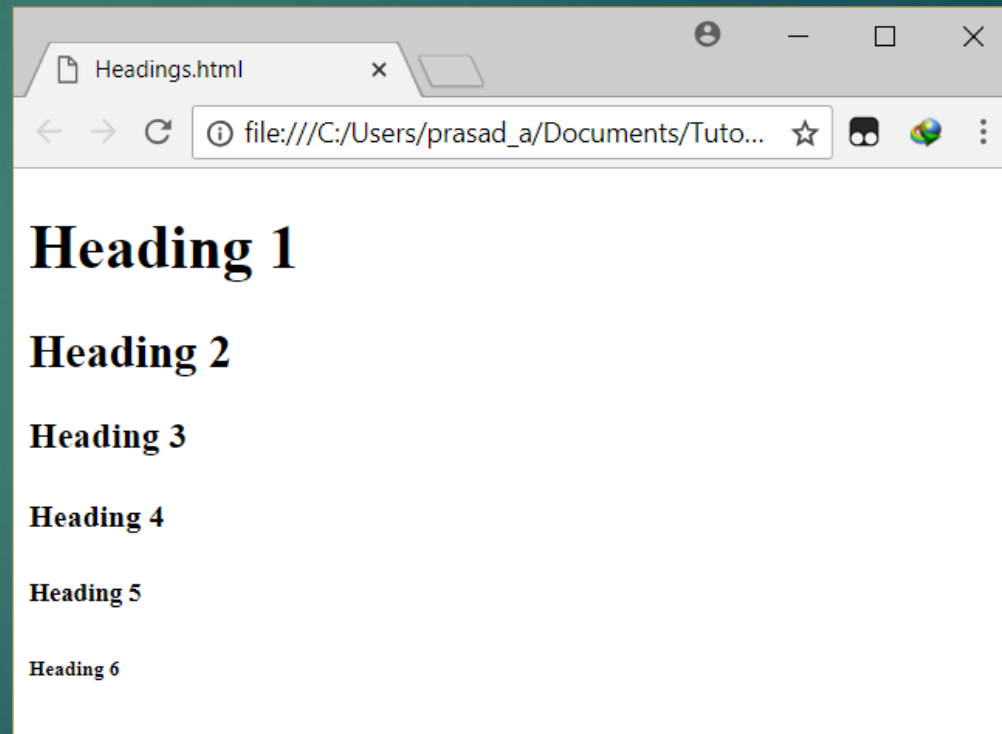 Headings.html
file:///C:/Users/prasad_a/Documents/Tuto...
Heading 1
Heading 2
Heading 3
Heading 4
Heading 5
Heading 6